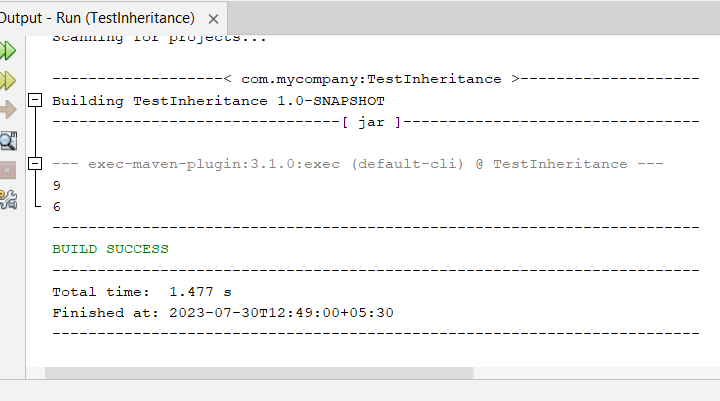 Output - Run (TestInheritance) ×
Scanning for projects...
-------------------< com.mycompany:TestInheritance >--------------------
Building TestInheritance 1.0-SNAPSHOT
--------------------------------[ jar ]---------------------------------
--- exec-maven-plugin:3.1.0:exec (default-cli) @ TestInheritance ---
9
6
------------------------------------------------------------------------
BUILD SUCCESS
------------------------------------------------------------------------
Total time:  1.477 s
Finished at: 2023-07-30T12:49:00+05:30
------------------------------------------------------------------------